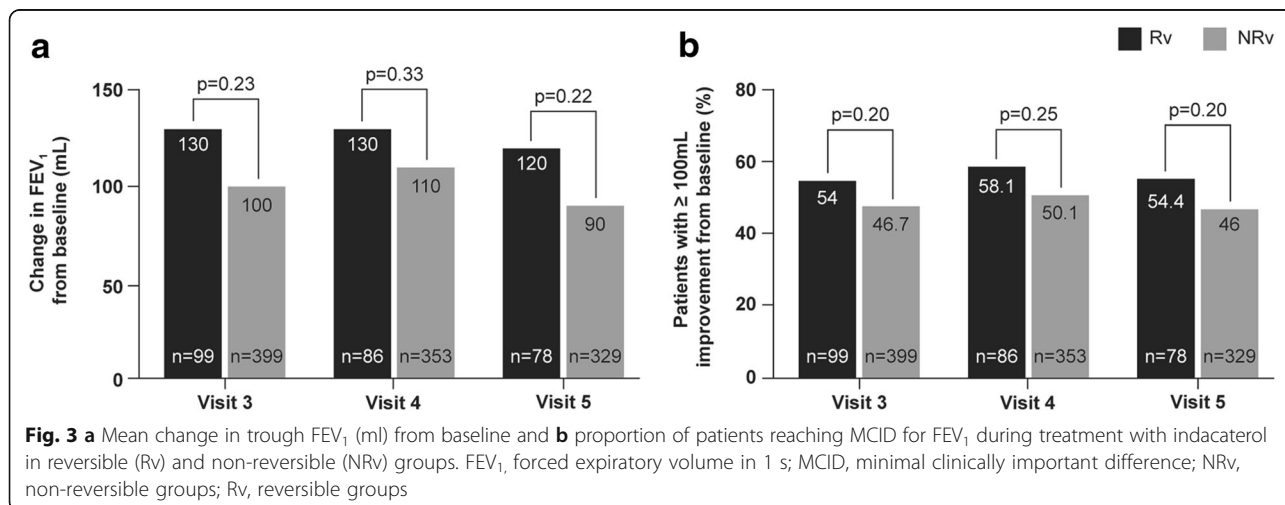 a
Change in FEV1 from baseline (mL)
150
100
50
0
p=0.23
p=0.33
p=0.22
130
100
130
110
120
90
n=99
n=399
n=86
n=353
n=78
n=329
Visit 3
Visit 4
Visit 5
b
Rv
NRv
Patients with ≥ 100mL improvement from baseline (%)
80
60
40
20
0
p=0.20
p=0.25
p=0.20
54
46.7
58.1
50.1
54.4
46
n=99
n=399
n=86
n=353
n=78
n=329
Visit 3
Visit 4
Visit 5
Fig. 3 a Mean change in trough FEV1 (ml) from baseline and b proportion of patients reaching MCID for FEV1 during treatment with indacaterol
in reversible (Rv) and non-reversible (NRv) groups. FEV1, forced expiratory volume in 1 s; MCID, minimal clinically important difference; NRv,
non-reversible groups; Rv, reversible groups